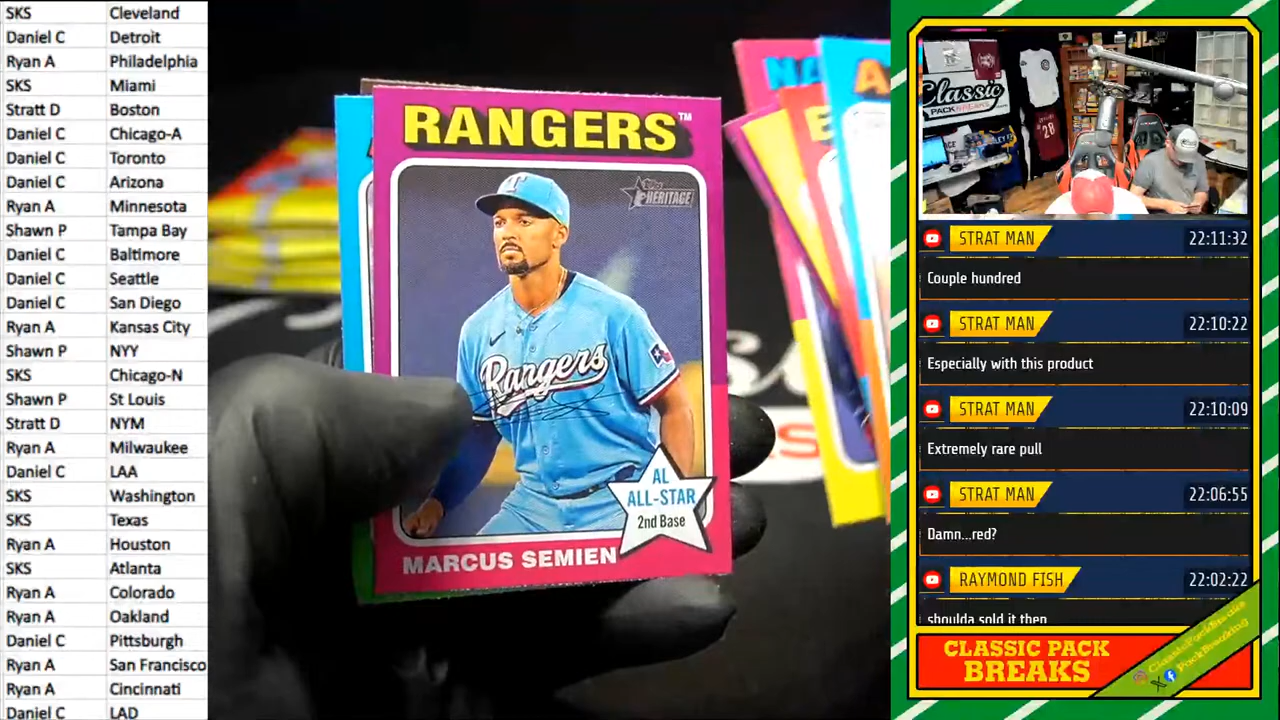 SKS Cleveland
Daniel C Detroit
Ryan A Philadelphia
SKS Miami
Stratt D Boston
Daniel C Chicago-A
Daniel C Toronto
Daniel C Arizona
Ryan A Minnesota
Shawn P Tampa Bay
Daniel C Baltimore
Daniel C Seattle
Daniel C San Diego
Ryan A Kansas City
Shawn P NYY
SKS Chicago-N
Shawn P St Louis
Stratt D NYM
Ryan A Milwaukee
Daniel C LAA
SKS Washington
SKS Texas
Ryan A Houston
SKS Atlanta
Ryan A Colorado
Ryan A Oakland
Daniel C Pittsburgh
Ryan A San Francisco
Ryan A Cincinnati
Daniel C LAD
RANGERS™
Topps
HERITAGE
Rangers
AL
ALL-STAR
2nd Base
MARCUS SEMIEN
Classic
PACK BREAKS
28
STRAT MAN 22:11:32
Couple hundred
STRAT MAN 22:10:22
Especially with this product
STRAT MAN 22:10:09
Extremely rare pull
STRAT MAN 22:06:55
Damn...red?
RAYMOND FISH 22:02:22
shoulda sold it then
CLASSIC PACK
BREAKS
ClassicPackBreaks
PackBreaking